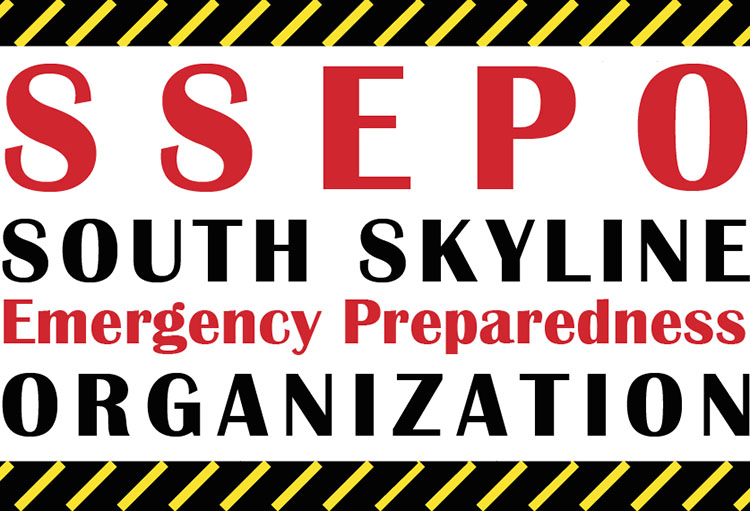 SSEPO
SOUTH SKYLINE
Emergency Preparedness
ORGANIZATION